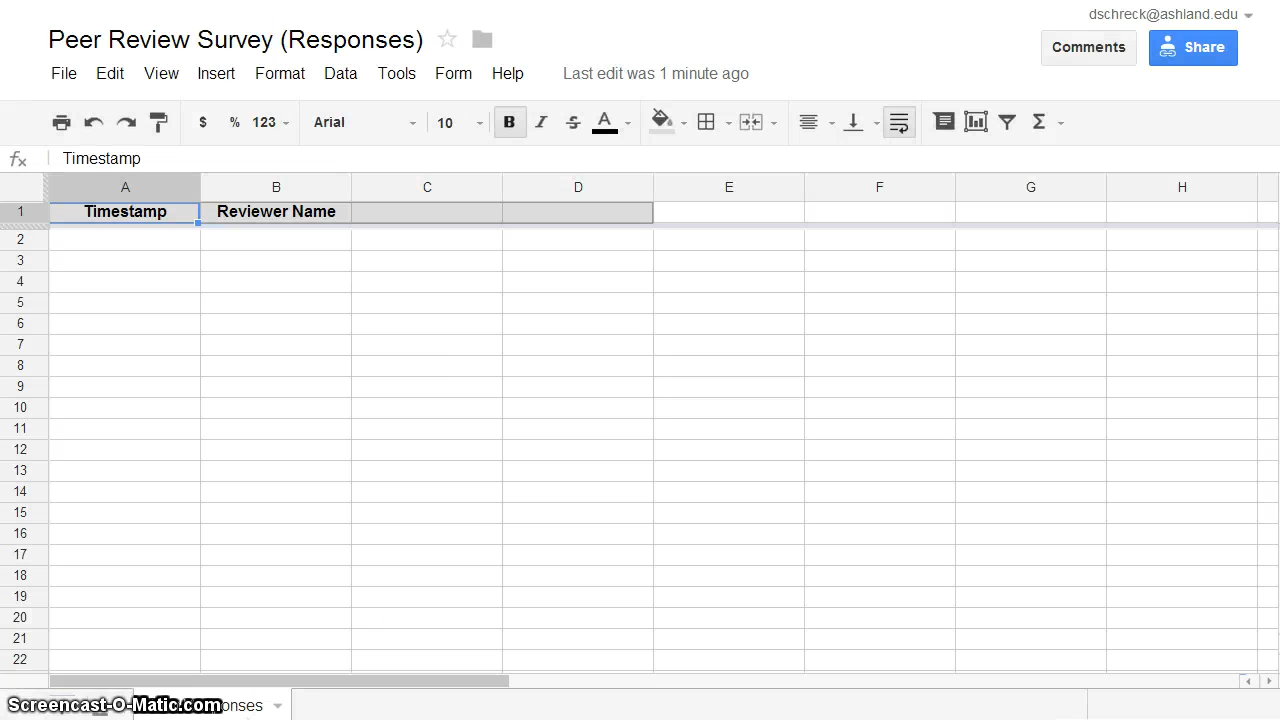 dschreck@ashland.edu
Peer Review Survey (Responses)
Comments
Share
File Edit View Insert Format Data Tools Form Help Last edit was 1 minute ago
$ % 123 Arial 10 B I S A Σ
fx Timestamp
A B C D E F G H
1 Timestamp Reviewer Name
2
3
4
5
6
7
8
9
10
11
12
13
14
15
16
17
18
19
20
21
22
Screencast-O-Matic.com